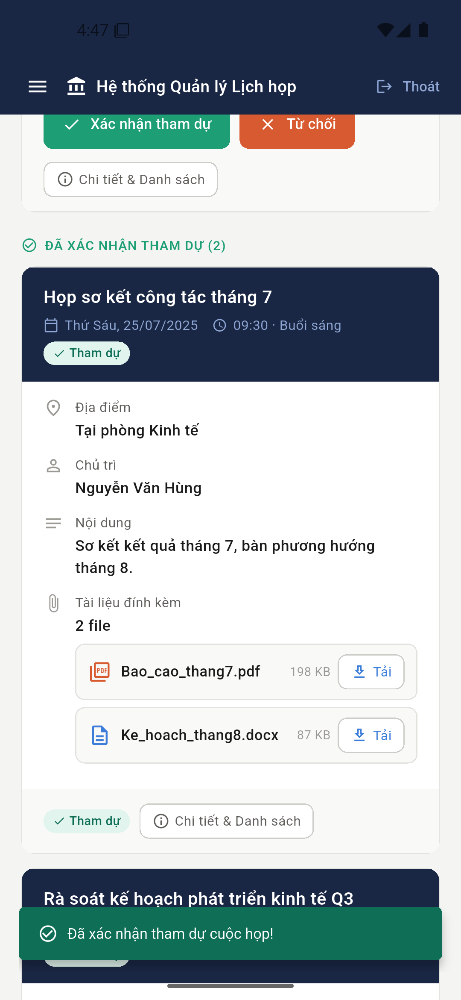 4:47
Hệ thống Quản lý Lịch họp
Thoát
Xác nhận tham dự
Từ chối
Chi tiết & Danh sách
ĐÃ XÁC NHẬN THAM DỰ (2)
Họp sơ kết công tác tháng 7
Thứ Sáu, 25/07/2025
09:30 · Buổi sáng
Tham dự
Địa điểm
Tại phòng Kinh tế
Chủ trì
Nguyễn Văn Hùng
Nội dung
Sơ kết kết quả tháng 7, bàn phương hướng
tháng 8.
Tài liệu đính kèm
2 file
PDF
Bao_cao_thang7.pdf
198 KB
Tải
Ke_hoach_thang8.docx
87 KB
Tải
Tham dự
Chi tiết & Danh sách
Rà soát kế hoạch phát triển kinh tế Q3
Đã xác nhận tham dự cuộc họp!